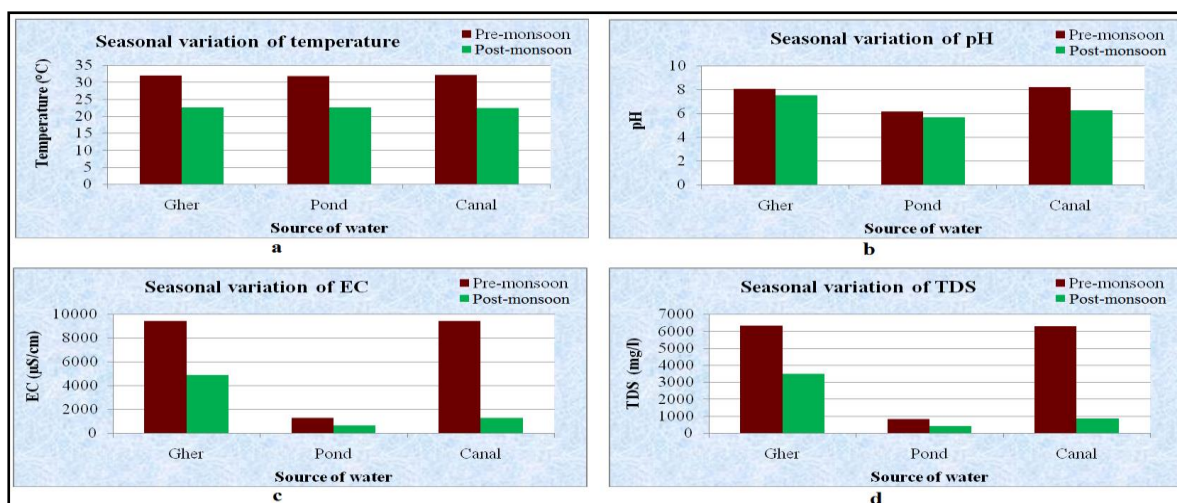 Seasonal variation of temperature
Pre-monsoon
Post-monsoon
Temperature (°C)
35
30
25
20
15
10
5
0
Gher Pond Canal
Source of water
a
Seasonal variation of pH
Pre-monsoon
Post-monsoon
pH
10
8
6
4
2
0
Gher Pond Canal
Source of water
b
Seasonal variation of EC
Pre-monsoon
Post-monsoon
EC (µS/cm)
10000
8000
6000
4000
2000
0
Gher Pond Canal
Source of water
c
Seasonal variation of TDS
Pre-monsoon
Post-monsoon
TDS (mg/l)
7000
6000
5000
4000
3000
2000
1000
0
Gher Pond Canal
Source of water
d